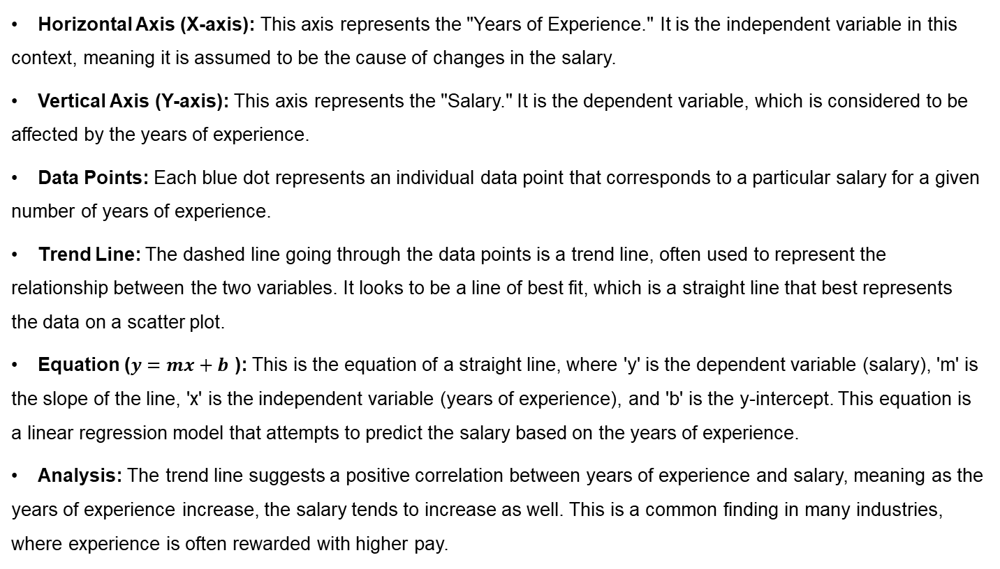 • Horizontal Axis (X-axis): This axis represents the "Years of Experience." It is the independent variable in this
context, meaning it is assumed to be the cause of changes in the salary.
• Vertical Axis (Y-axis): This axis represents the "Salary." It is the dependent variable, which is considered to be
affected by the years of experience.
• Data Points: Each blue dot represents an individual data point that corresponds to a particular salary for a given
number of years of experience.
• Trend Line: The dashed line going through the data points is a trend line, often used to represent the
relationship between the two variables. It looks to be a line of best fit, which is a straight line that best represents
the data on a scatter plot.
• Equation (y = mx + b ): This is the equation of a straight line, where 'y' is the dependent variable (salary), 'm' is
the slope of the line, 'x' is the independent variable (years of experience), and 'b' is the y-intercept. This equation is
a linear regression model that attempts to predict the salary based on the years of experience.
• Analysis: The trend line suggests a positive correlation between years of experience and salary, meaning as the
years of experience increase, the salary tends to increase as well. This is a common finding in many industries,
where experience is often rewarded with higher pay.